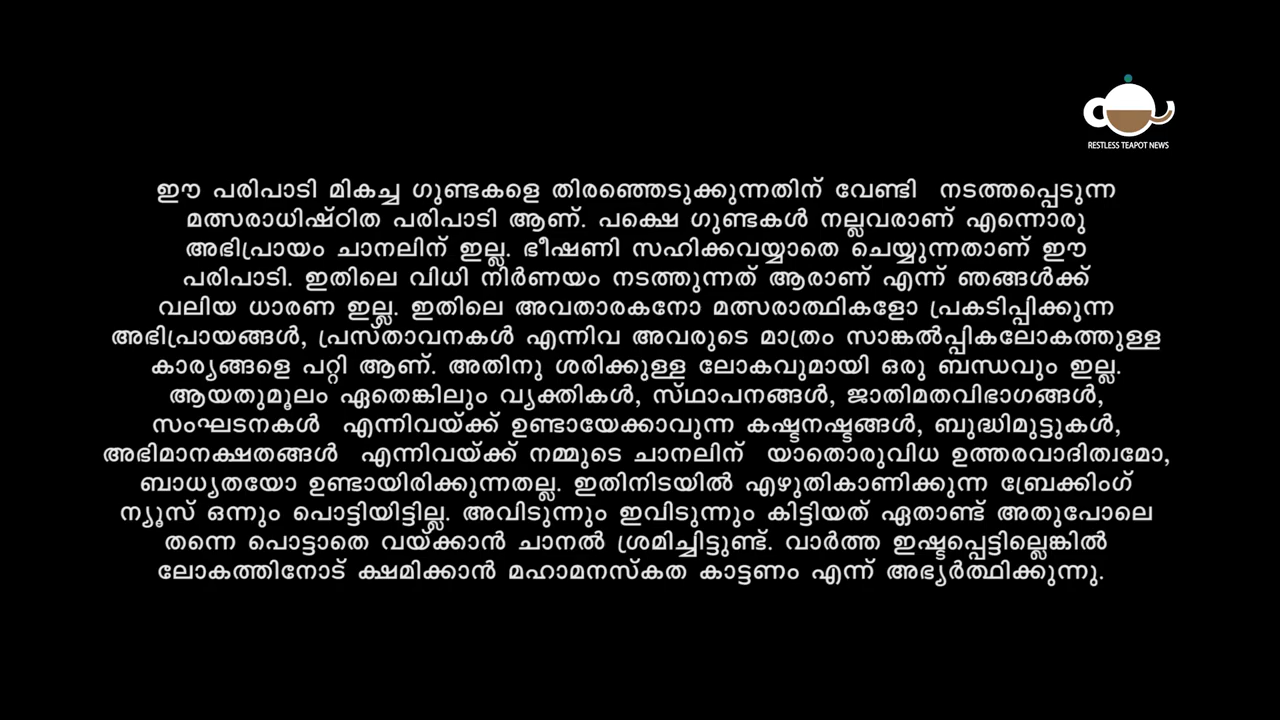 RESTLESS TEAPOT NEWS
ഈ പരിപാടി മികച്ച ഗുണ്ടകളെ തിരഞ്ഞെടുക്കുന്നതിന് വേണ്ടി നടത്തപ്പെടുന്ന
മത്സരാധിഷ്ഠിത പരിപാടി ആണ്. പക്ഷെ ഗുണ്ടകൾ നല്ലവരാണ് എന്നൊരു
അഭിപ്രായം ചാനലിന് ഇല്ല. ഭീഷണി സഹിക്കവയ്യാതെ ചെയ്യുന്നതാണ് ഈ
പരിപാടി. ഇതിലെ വിധി നിർണയം നടത്തുന്നത് ആരാണ് എന്ന് ഞങ്ങൾക്ക്
വലിയ ധാരണ ഇല്ല. ഇതിലെ അവതാരകനോ മത്സരാത്ഥികളോ പ്രകടിപ്പിക്കുന്ന
അഭിപ്രായങ്ങൾ, പ്രസ്താവനകൾ എന്നിവ അവരുടെ മാത്രം സാങ്കൽപ്പികലോകത്തുള്ള
കാര്യങ്ങളെ പറ്റി ആണ്. അതിനു ശരിക്കുള്ള ലോകവുമായി ഒരു ബന്ധവും ഇല്ല.
ആയതുമൂലം ഏതെങ്കിലും വ്യക്തികൾ, സ്ഥാപനങ്ങൾ, ജാതിമതവിഭാഗങ്ങൾ,
സംഘടനകൾ എന്നിവയ്ക്ക് ഉണ്ടായേക്കാവുന്ന കഷ്ടനഷ്ടങ്ങൾ, ബുദ്ധിമുട്ടുകൾ,
അഭിമാനക്ഷതങ്ങൾ എന്നിവയ്ക്ക് നമ്മുടെ ചാനലിന് യാതൊരുവിധ ഉത്തരവാദിത്വമോ,
ബാധ്യതയോ ഉണ്ടായിരിക്കുന്നതല്ല. ഇതിനിടയിൽ എഴുതികാണിക്കുന്ന ബ്രേക്കിംഗ്
ന്യൂസ് ഒന്നും പൊട്ടിയിട്ടില്ല. അവിടുന്നും ഇവിടുന്നും കിട്ടിയത് ഏതാണ്ട് അതുപോലെ
തന്നെ പൊട്ടാതെ വയ്ക്കാൻ ചാനൽ ശ്രമിച്ചിട്ടുണ്ട്. വാർത്ത ഇഷ്ടപ്പെട്ടില്ലെങ്കിൽ
ലോകത്തിനോട് ക്ഷമിക്കാൻ മഹാമനസ്കത കാട്ടണം എന്ന് അഭ്യർത്ഥിക്കുന്നു.